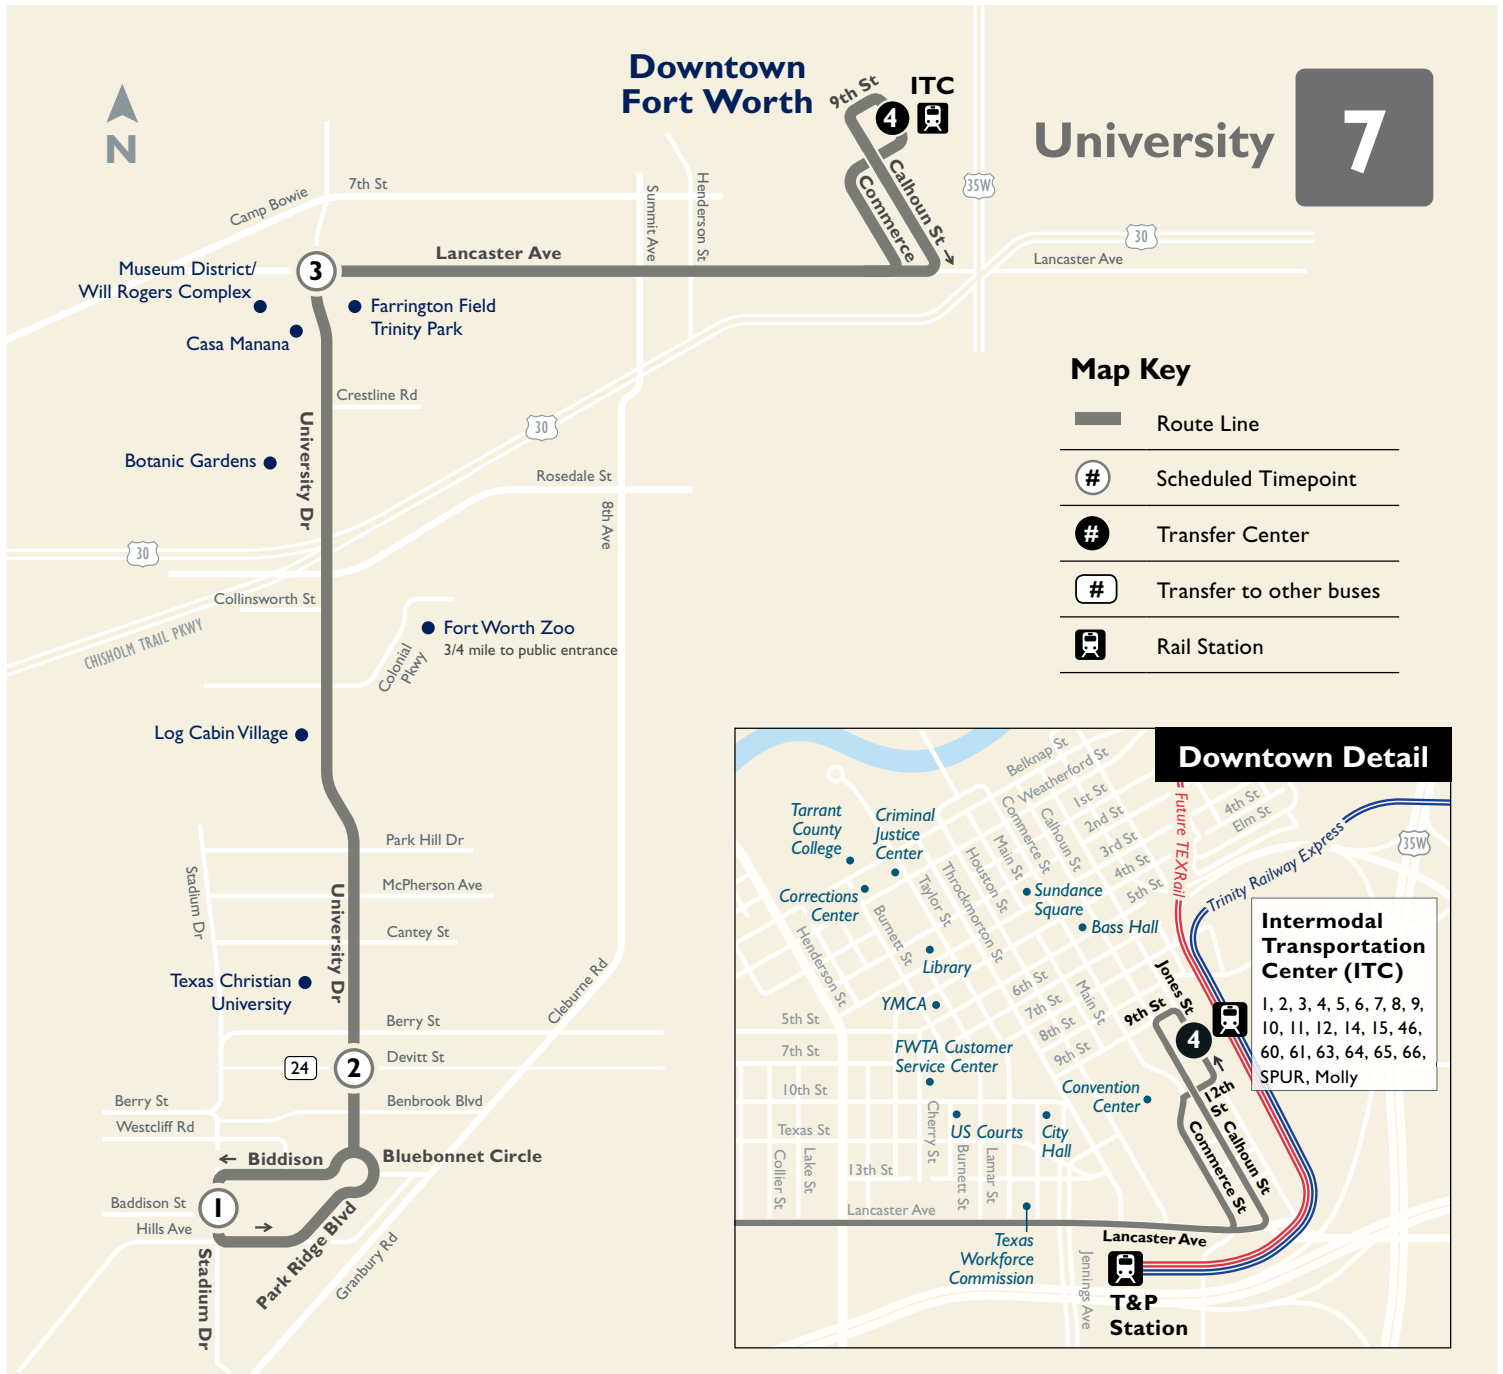 Downtown
Fort Worth
9th St
ITC
4
University
7
N
Camp Bowie
7th St
Summit Ave
Henderson St
Commerce
Calhoun St
35W
30
Lancaster Ave
Lancaster Ave
3
Museum District/
Will Rogers Complex
Casa Manana
Farrington Field
Trinity Park
Crestline Rd
University Dr
30
Botanic Gardens
Rosedale St
8th Ave
30
Collinsworth St
CHISHOLM TRAIL PKWY
Colonial
Pkwy
Fort Worth Zoo
3/4 mile to public entrance
Log Cabin Village
Stadium Dr
Park Hill Dr
McPherson Ave
University Dr
Cantey St
Texas Christian
University
Cleburne Rd
Berry St
24
2
Devitt St
Berry St
Benbrook Blvd
Westcliff Rd
Biddison
Bluebonnet Circle
Baddison St
1
Hills Ave
Stadium Dr
Park Ridge Blvd
Granbury Rd
Map Key
Route Line
# Scheduled Timepoint
# Transfer Center
# Transfer to other buses
Rail Station
Downtown Detail
Belknap St
Weatherford St
1st St
2nd St
3rd St
4th St
5th St
4th St
Elm St
Commerce St
Calhoun St
Main St
Houston St
Throckmorton St
Taylor St
Burnett St
Henderson St
Future TEXRail
Trinity Railway Express
35W
Tarrant
County
College
Criminal
Justice
Center
Corrections
Center
Sundance
Square
Bass Hall
Library
YMCA
6th St
7th St
8th St
9th St
Main St
Jones St
9th St
4
Intermodal
Transportation
Center (ITC)
1, 2, 3, 4, 5, 6, 7, 8, 9,
10, 11, 12, 14, 15, 46,
60, 61, 63, 64, 65, 66,
SPUR, Molly
5th St
7th St
10th St
Texas St
13th St
Lancaster Ave
Collier St
Lake St
Cherry St
Burnett St
Lamar St
FWTA Customer
Service Center
US Courts
City
Hall
Convention
Center
12th
St
Commerce St
Calhoun St
Lancaster Ave
Texas
Workforce
Commission
Jennings Ave
T&P
Station